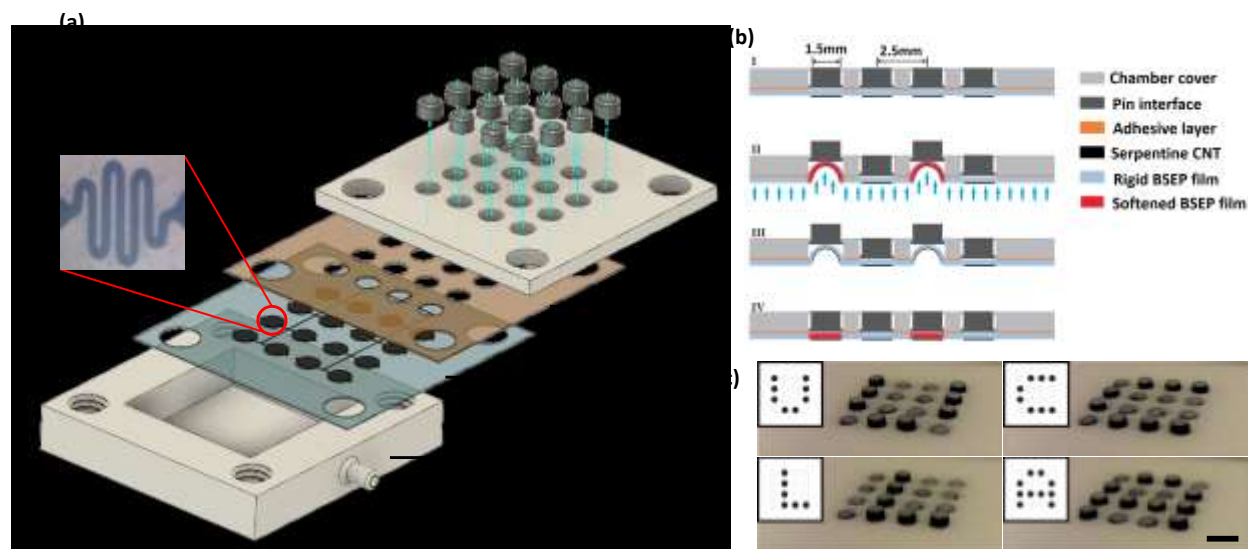 (a)
(b)
1.5mm
2.5mm
I
Chamber cover
Pin interface
Adhesive layer
Serpentine CNT
Rigid BSEP film
Softened BSEP film
II
III
IV
U
C
L
A